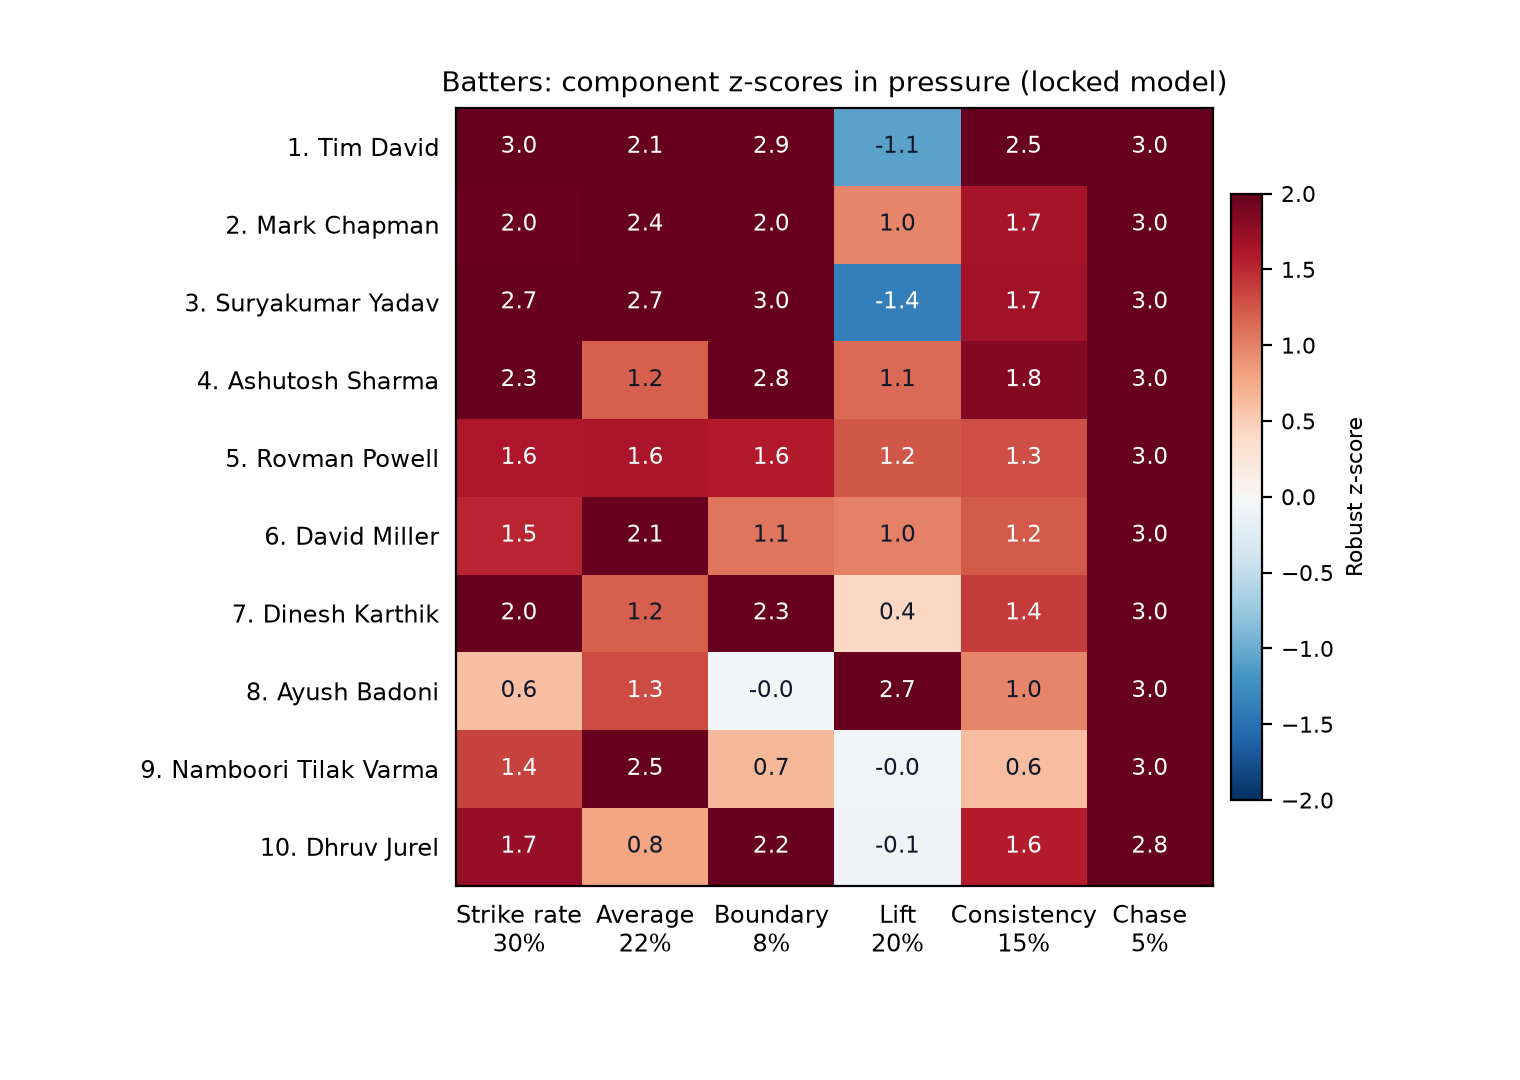 Batters: component z-scores in pressure (locked model)
1. Tim David 3.0 2.1 2.9 -1.1 2.5 3.0
2. Mark Chapman 2.0 2.4 2.0 1.0 1.7 3.0
3. Suryakumar Yadav 2.7 2.7 3.0 -1.4 1.7 3.0
4. Ashutosh Sharma 2.3 1.2 2.8 1.1 1.8 3.0
5. Rovman Powell 1.6 1.6 1.6 1.2 1.3 3.0
6. David Miller 1.5 2.1 1.1 1.0 1.2 3.0
7. Dinesh Karthik 2.0 1.2 2.3 0.4 1.4 3.0
8. Ayush Badoni 0.6 1.3 -0.0 2.7 1.0 3.0
9. Namboori Tilak Varma 1.4 2.5 0.7 -0.0 0.6 3.0
10. Dhruv Jurel 1.7 0.8 2.2 -0.1 1.6 2.8
Strike rate Average Boundary Lift Consistency Chase
30% 22% 8% 20% 15% 5%
2.0
1.5
1.0
0.5
0.0
−0.5
−1.0
−1.5
−2.0
Robust z-score